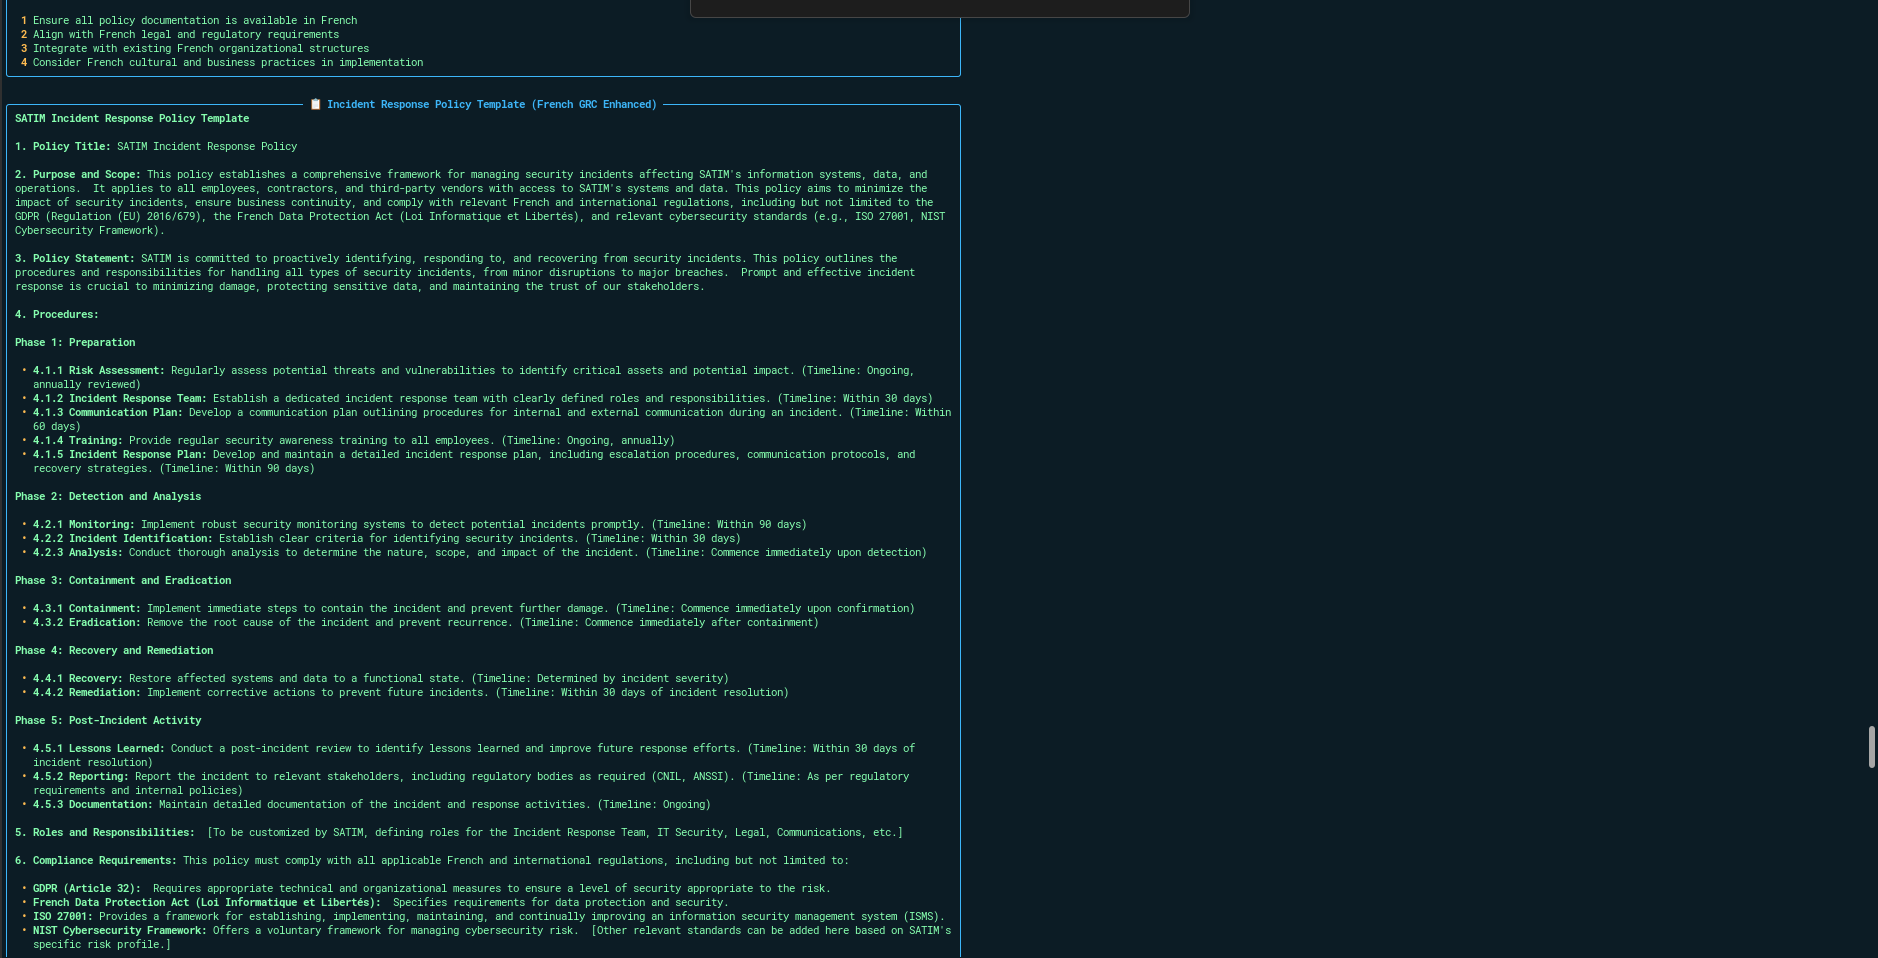 1 Ensure all policy documentation is available in French
2 Align with French legal and regulatory requirements
3 Integrate with existing French organizational structures
4 Consider French cultural and business practices in implementation
📋 Incident Response Policy Template (French GRC Enhanced)
SATIM Incident Response Policy Template
1. Policy Title: SATIM Incident Response Policy
2. Purpose and Scope: This policy establishes a comprehensive framework for managing security incidents affecting SATIM's information systems, data, and
operations.  It applies to all employees, contractors, and third-party vendors with access to SATIM's systems and data. This policy aims to minimize the
impact of security incidents, ensure business continuity, and comply with relevant French and international regulations, including but not limited to the
GDPR (Regulation (EU) 2016/679), the French Data Protection Act (Loi Informatique et Libertés), and relevant cybersecurity standards (e.g., ISO 27001, NIST
Cybersecurity Framework).
3. Policy Statement: SATIM is committed to proactively identifying, responding to, and recovering from security incidents. This policy outlines the
procedures and responsibilities for handling all types of security incidents, from minor disruptions to major breaches.  Prompt and effective incident
response is crucial to minimizing damage, protecting sensitive data, and maintaining the trust of our stakeholders.
4. Procedures:
Phase 1: Preparation
• 4.1.1 Risk Assessment: Regularly assess potential threats and vulnerabilities to identify critical assets and potential impact. (Timeline: Ongoing,
annually reviewed)
• 4.1.2 Incident Response Team: Establish a dedicated incident response team with clearly defined roles and responsibilities. (Timeline: Within 30 days)
• 4.1.3 Communication Plan: Develop a communication plan outlining procedures for internal and external communication during an incident. (Timeline: Within
60 days)
• 4.1.4 Training: Provide regular security awareness training to all employees. (Timeline: Ongoing, annually)
• 4.1.5 Incident Response Plan: Develop and maintain a detailed incident response plan, including escalation procedures, communication protocols, and
recovery strategies. (Timeline: Within 90 days)
Phase 2: Detection and Analysis
• 4.2.1 Monitoring: Implement robust security monitoring systems to detect potential incidents promptly. (Timeline: Within 90 days)
• 4.2.2 Incident Identification: Establish clear criteria for identifying security incidents. (Timeline: Within 30 days)
• 4.2.3 Analysis: Conduct thorough analysis to determine the nature, scope, and impact of the incident. (Timeline: Commence immediately upon detection)
Phase 3: Containment and Eradication
• 4.3.1 Containment: Implement immediate steps to contain the incident and prevent further damage. (Timeline: Commence immediately upon confirmation)
• 4.3.2 Eradication: Remove the root cause of the incident and prevent recurrence. (Timeline: Commence immediately after containment)
Phase 4: Recovery and Remediation
• 4.4.1 Recovery: Restore affected systems and data to a functional state. (Timeline: Determined by incident severity)
• 4.4.2 Remediation: Implement corrective actions to prevent future incidents. (Timeline: Within 30 days of incident resolution)
Phase 5: Post-Incident Activity
• 4.5.1 Lessons Learned: Conduct a post-incident review to identify lessons learned and improve future response efforts. (Timeline: Within 30 days of
incident resolution)
• 4.5.2 Reporting: Report the incident to relevant stakeholders, including regulatory bodies as required (CNIL, ANSSI). (Timeline: As per regulatory
requirements and internal policies)
• 4.5.3 Documentation: Maintain detailed documentation of the incident and response activities. (Timeline: Ongoing)
5. Roles and Responsibilities:  [To be customized by SATIM, defining roles for the Incident Response Team, IT Security, Legal, Communications, etc.]
6. Compliance Requirements: This policy must comply with all applicable French and international regulations, including but not limited to:
• GDPR (Article 32):  Requires appropriate technical and organizational measures to ensure a level of security appropriate to the risk.
• French Data Protection Act (Loi Informatique et Libertés):  Specifies requirements for data protection and security.
• ISO 27001: Provides a framework for establishing, implementing, maintaining, and continually improving an information security management system (ISMS).
• NIST Cybersecurity Framework: Offers a voluntary framework for managing cybersecurity risk.  [Other relevant standards can be added here based on SATIM's
specific risk profile.]